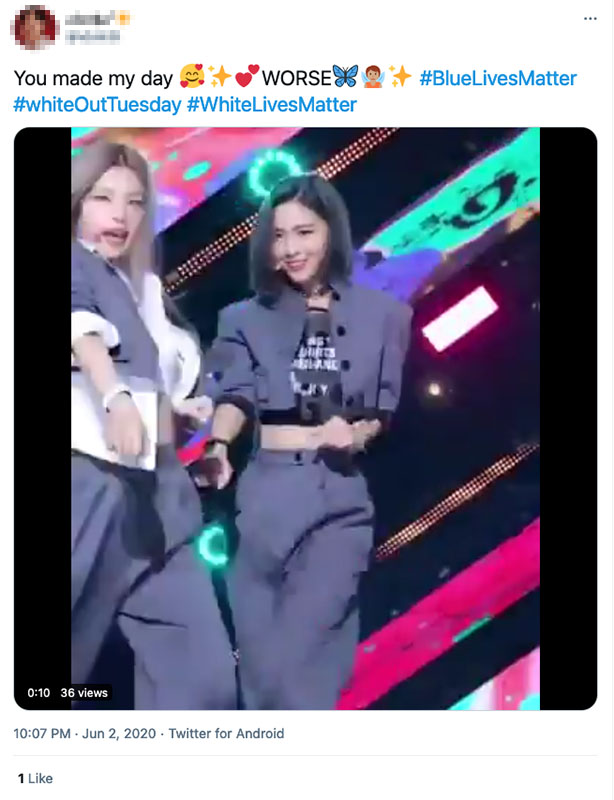 You made my day 🥰✨💕WORSE🦋👼🏽✨ #BlueLivesMatter
#whiteOutTuesday #WhiteLivesMatter
0:10 36 views
10:07 PM · Jun 2, 2020 · Twitter for Android
1 Like